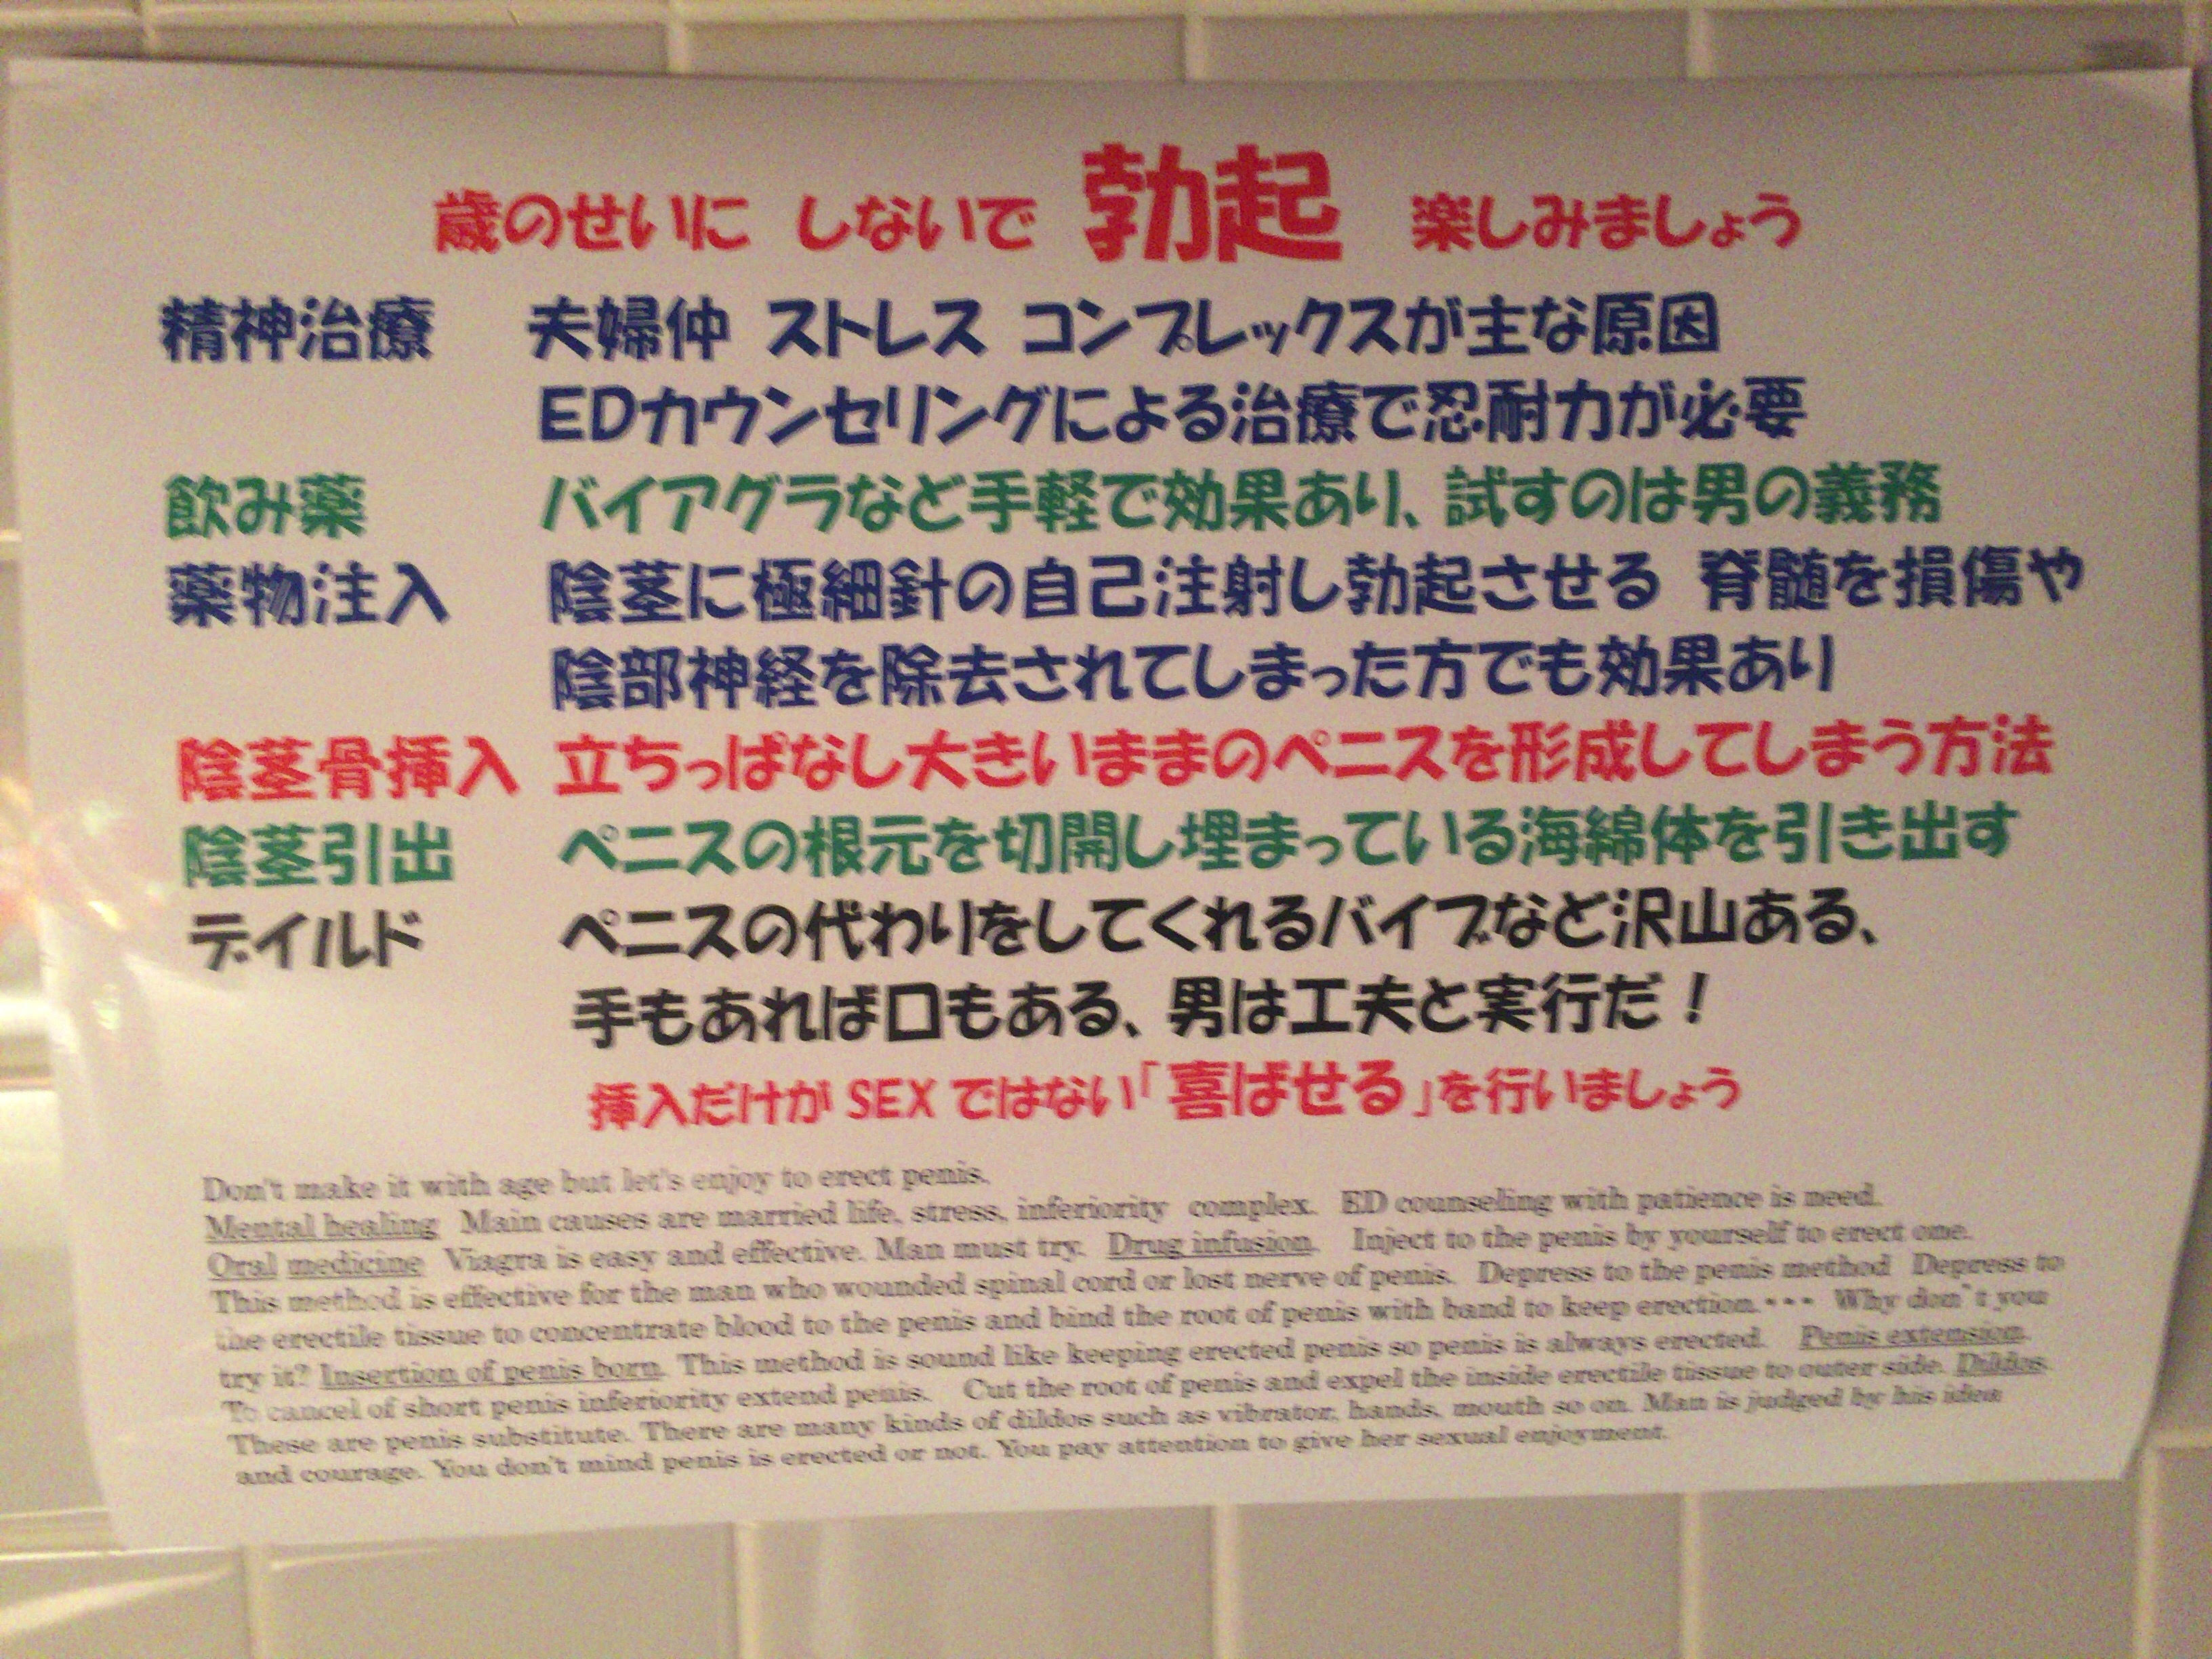 歳のせいに しないで 勃起 楽しみましょう
精神治療 夫婦仲 ストレス コンプレックスが主な原因
EDカウンセリングによる治療で忍耐力が必要
飲み薬 バイアグラなど手軽で効果あり、試すのは男の義務
薬物注入 陰茎に極細針の自己注射し勃起させる 脊髄を損傷や
陰部神経を除去されてしまった方でも効果あり
陰茎骨挿入 立ちっぱなし大きいままのペニスを形成してしまう方法
陰茎引出 ペニスの根元を切開し埋まっている海綿体を引き出す
デイルド ペニスの代わりをしてくれるバイブなど沢山ある、
手もあれば口もある、男は工夫と実行だ！
挿入だけが SEX ではない「喜ばせる」を行いましょう
Don't make it with age but let's enjoy to erect penis.
Mental healing Main causes are married life, stress, inferiority complex. ED counseling with patience is need.
Oral medicine Viagra is easy and effective. Man must try. Drug infusion. Inject to the penis by yourself to erect one.
This method is effective for the man who wounded spinal cord or lost nerve of penis. Depress to the penis method Depress to
the erectile tissue to concentrate blood to the penis and bind the root of penis with band to keep erection.･･･ Why don't you
try it? Insertion of penis born. This method is sound like keeping erected penis so penis is always erected. Penis extension.
To cancel of short penis inferiority extend penis. Cut the root of penis and expel the inside erectile tissue to outer side. Dildos.
These are penis substitute. There are many kinds of dildos such as vibrator, hands, mouth so on. Man is judged by his idea
and courage. You don't mind penis is erected or not. You pay attention to give her sexual enjoyment.